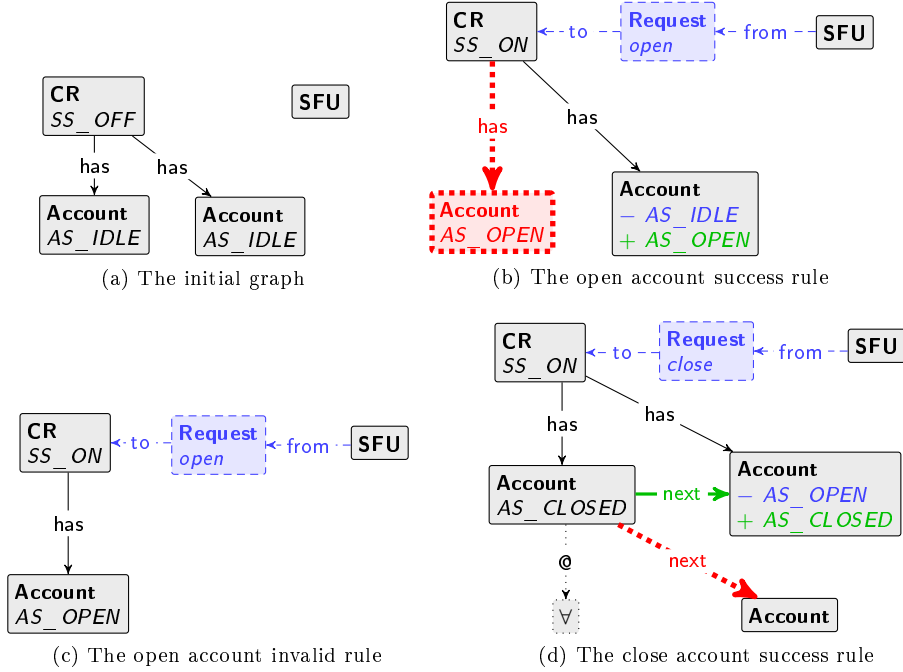 CR
SS_OFF
SFU
has
has
Account
AS_IDLE
Account
AS_IDLE
(a) The initial graph
CR
SS_ON
to
Request
open
from
SFU
has
has
Account
AS_OPEN
Account
− AS_IDLE
+ AS_OPEN
(b) The open account success rule
CR
SS_ON
to
Request
open
from
SFU
has
Account
AS_OPEN
(c) The open account invalid rule
CR
SS_ON
to
Request
close
from
SFU
has
has
Account
AS_CLOSED
next
Account
− AS_OPEN
+ AS_CLOSED
@
next
∀
Account
(d) The close account success rule